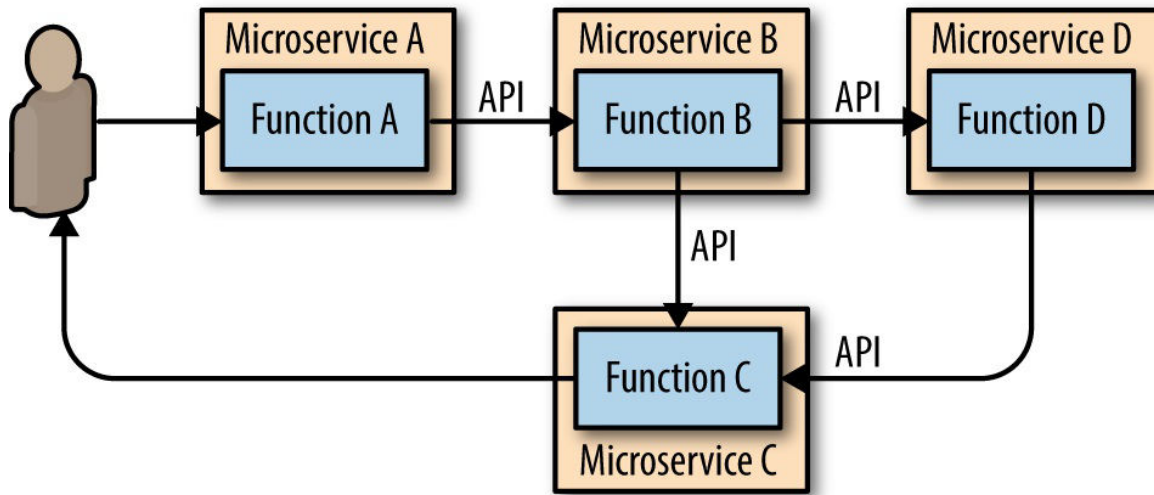 Microservice A
Function A
API
Microservice B
Function B
API
Microservice D
Function D
API
API
Function C
Microservice C